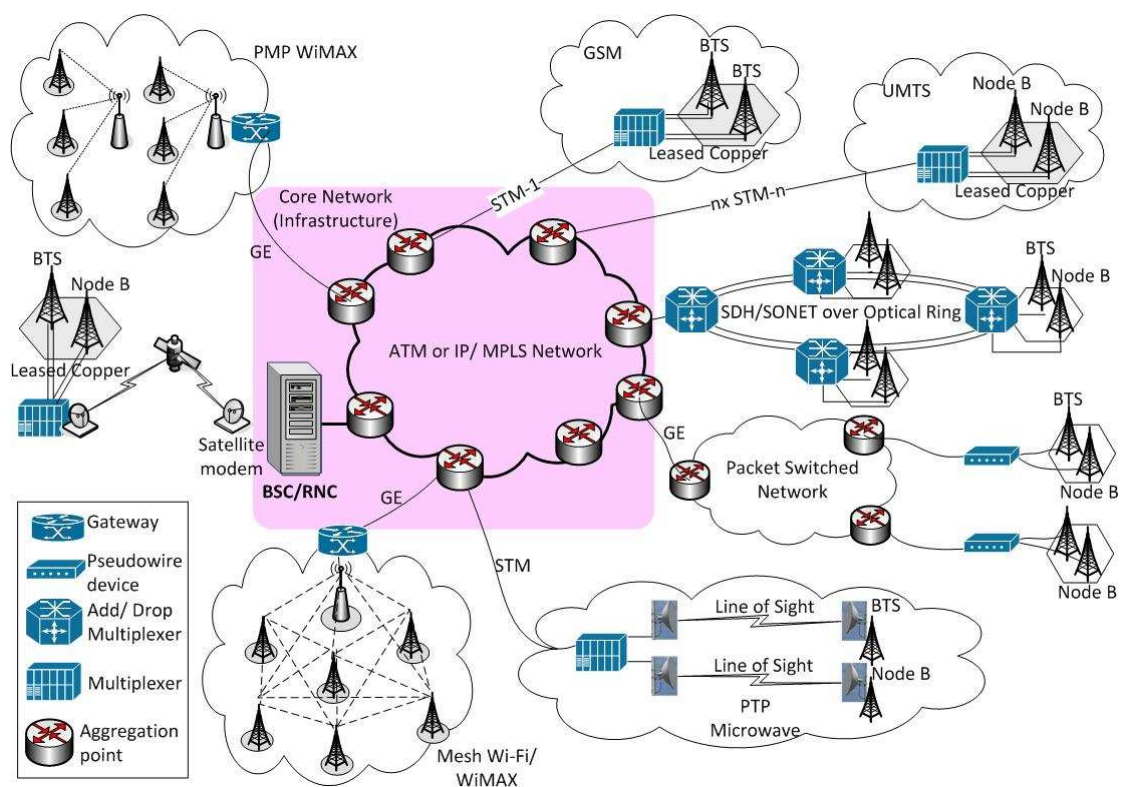 PMP WiMAX
GSM
BTS
BTS
Leased Copper
UMTS
Node B
Node B
Leased Copper
Core Network
(Infrastructure)
STM-1
nx STM-n
GE
BTS
Node B
Leased Copper
Satellite
modem
ATM or IP/ MPLS Network
BSC/RNC
SDH/SONET over Optical Ring
BTS
Node B
GE
Packet Switched
Network
BTS
Node B
Node B
GE
STM
Gateway
Pseudowire
device
Add/ Drop
Multiplexer
Multiplexer
Aggregation
point
Mesh Wi-Fi/
WiMAX
Line of Sight
BTS
Line of Sight
Node B
PTP
Microwave